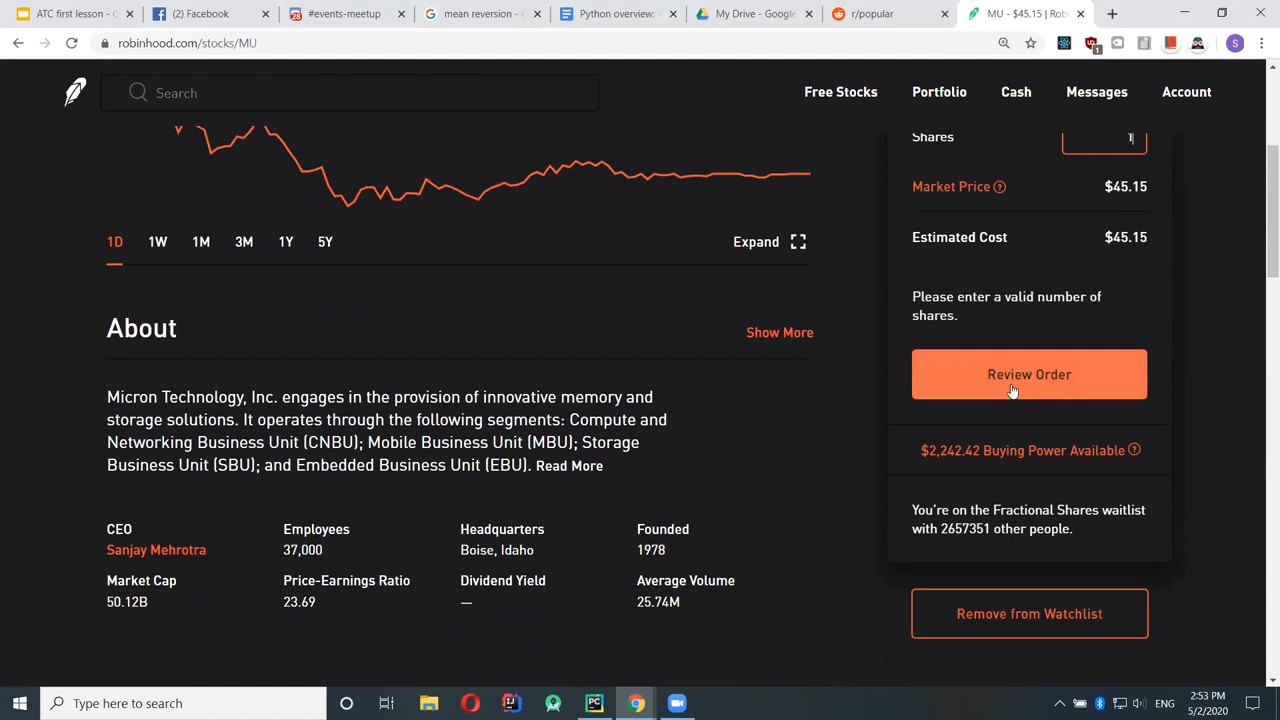 ATC first lesson - G
(2) Facebook
28
#events-meetup
mean reversion - G
Python overview: -
My Drive - Google
r/popular
MU - $45.15 | Rob
robinhood.com/stocks/MU
1
S
Search
Free Stocks
Portfolio
Cash
Messages
Account
Shares
1
Market Price ?
$45.15
1D
1W
1M
3M
1Y
5Y
Expand
Estimated Cost
$45.15
Please enter a valid number of
shares.
About
Show More
Review Order
Micron Technology, Inc. engages in the provision of innovative memory and
storage solutions. It operates through the following segments: Compute and
Networking Business Unit (CNBU); Mobile Business Unit (MBU); Storage
Business Unit (SBU); and Embedded Business Unit (EBU). Read More
$2,242.42 Buying Power Available ?
You're on the Fractional Shares waitlist
with 2657351 other people.
CEO
Employees
Headquarters
Founded
Sanjay Mehrotra
37,000
Boise, Idaho
1978
Market Cap
Price-Earnings Ratio
Dividend Yield
Average Volume
50.12B
23.69
—
25.74M
Remove from Watchlist
Type here to search
PC
ENG
2:53 PM
5/2/2020